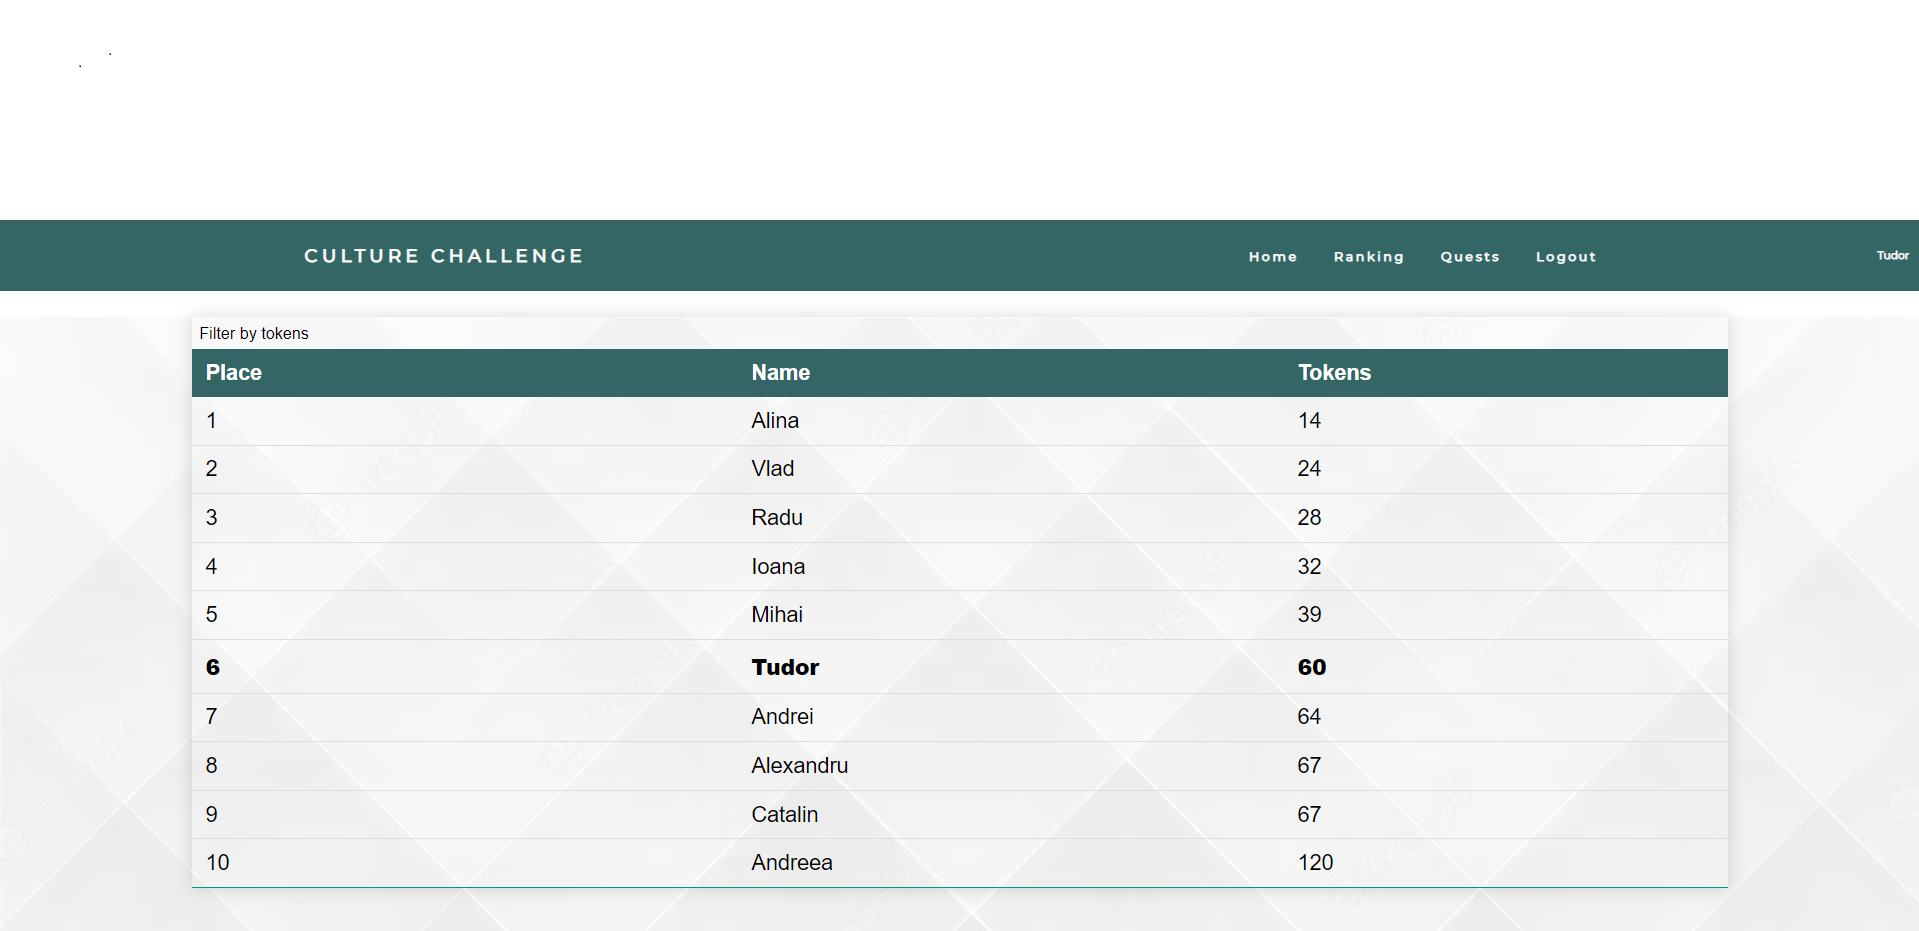 CULTURE CHALLENGE Home Ranking Quests Logout Tudor
Filter by tokens
Place Name Tokens
1 Alina 14
2 Vlad 24
3 Radu 28
4 Ioana 32
5 Mihai 39
6 Tudor 60
7 Andrei 64
8 Alexandru 67
9 Catalin 67
10 Andreea 120